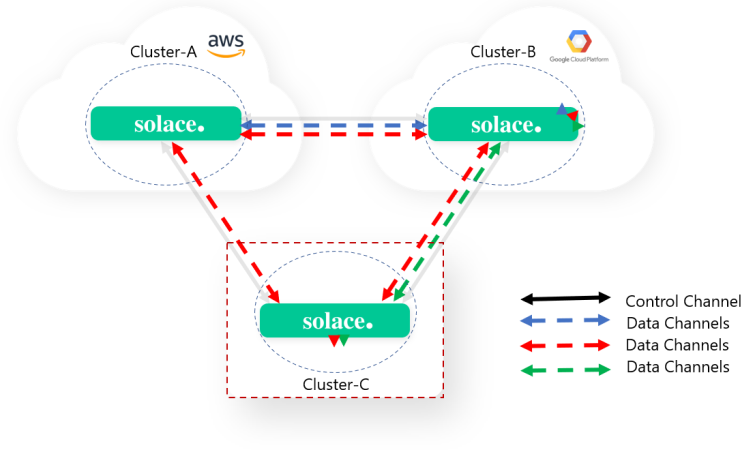 Cluster-A
aws
Cluster-B
Google Cloud Platform
solace.
solace.
solace.
Cluster-C
Control Channel
Data Channels
Data Channels
Data Channels